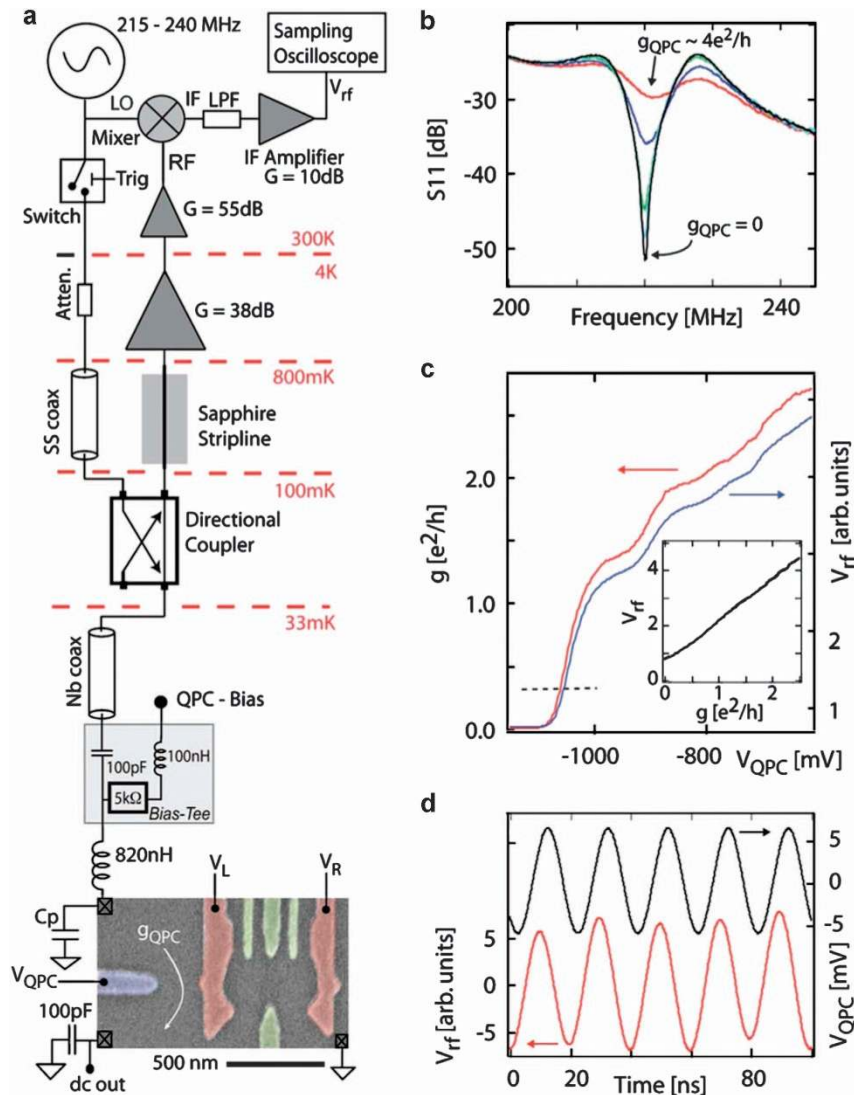 a
215 - 240 MHz
Sampling
Oscilloscope
LO
IF
LPF
V_rf
Mixer
RF
IF Amplifier
G = 10dB
Trig
Switch
G = 55dB
300K
4K
Atten.
G = 38dB
800mK
SS coax
Sapphire
Stripline
100mK
Directional
Coupler
33mK
Nb coax
QPC - Bias
100pF
100nH
5kΩ
Bias-Tee
820nH
V_L
V_R
Cp
g_QPC
V_QPC
100pF
500 nm
dc out
b
g_QPC ~ 4e²/h
-30
-40
-50
S11 [dB]
g_QPC = 0
200
240
Frequency [MHz]
c
2.0
1.0
0.0
g [e²/h]
V_rf [arb. units]
2
1
4
2
0
V_rf
0
1
2
g [e²/h]
-1000
-800
V_QPC [mV]
d
5
0
-5
V_QPC [mV]
5
0
-5
V_rf [arb. units]
0
20
80
Time [ns]